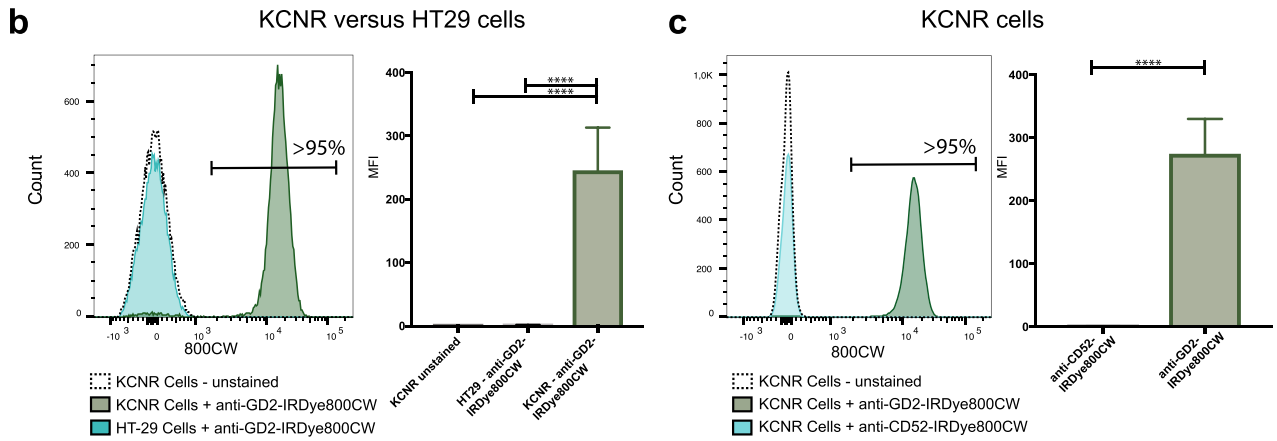 b
KCNR versus HT29 cells
Count
600
400
200
0
>95%
-10 3
0
10 3
10 4
10 5
800CW
KCNR Cells - unstained
KCNR Cells + anti-GD2-IRDye800CW
HT-29 Cells + anti-GD2-IRDye800CW
MFI
400
300
200
100
0
****
****
KCNR unstained
HT29 - anti-GD2-
IRDye800CW
KCNR - anti-GD2-
IRDye800CW
c
KCNR cells
Count
1,0K
800
600
400
200
0
>95%
-10 3
0
10 3
10 4
10 5
800CW
KCNR Cells - unstained
KCNR Cells + anti-GD2-IRDye800CW
KCNR Cells + anti-CD52-IRDye800CW
MFI
400
300
200
100
0
****
anti-CD52-
IRDye800CW
anti-GD2-
IRDye800CW